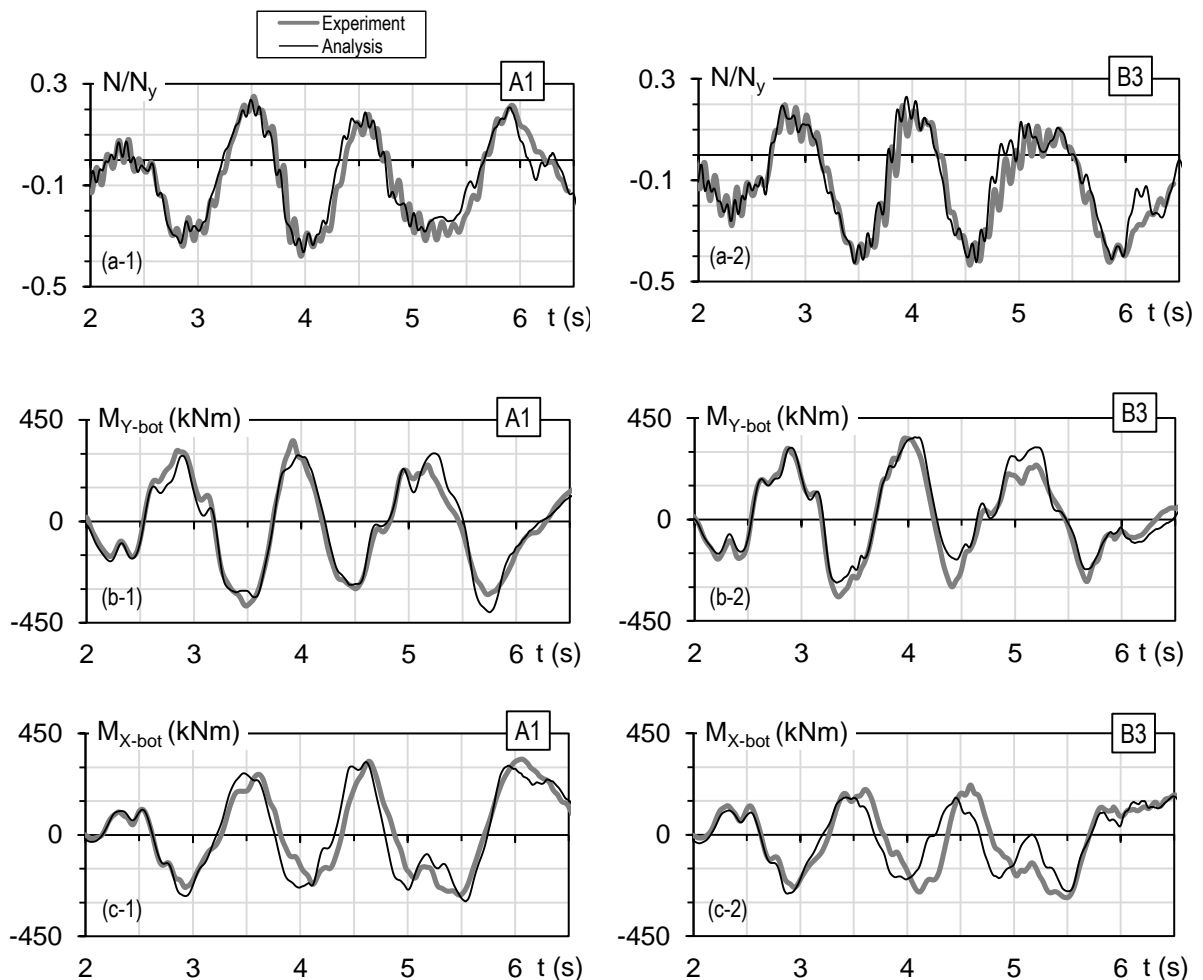 Experiment
Analysis
N/Ny A1
0.3
-0.1
(a-1)
-0.5
2 3 4 5 6 t (s)
N/Ny B3
0.3
-0.1
(a-2)
-0.5
2 3 4 5 6 t (s)
450 MY-bot (kNm) A1
0
(b-1)
-450
2 3 4 5 6 t (s)
450 MY-bot (kNm) B3
0
(b-2)
-450
2 3 4 5 6 t (s)
450 MX-bot (kNm) A1
0
(c-1)
-450
2 3 4 5 6 t (s)
450 MX-bot (kNm) B3
0
(c-2)
-450
2 3 4 5 6 t (s)